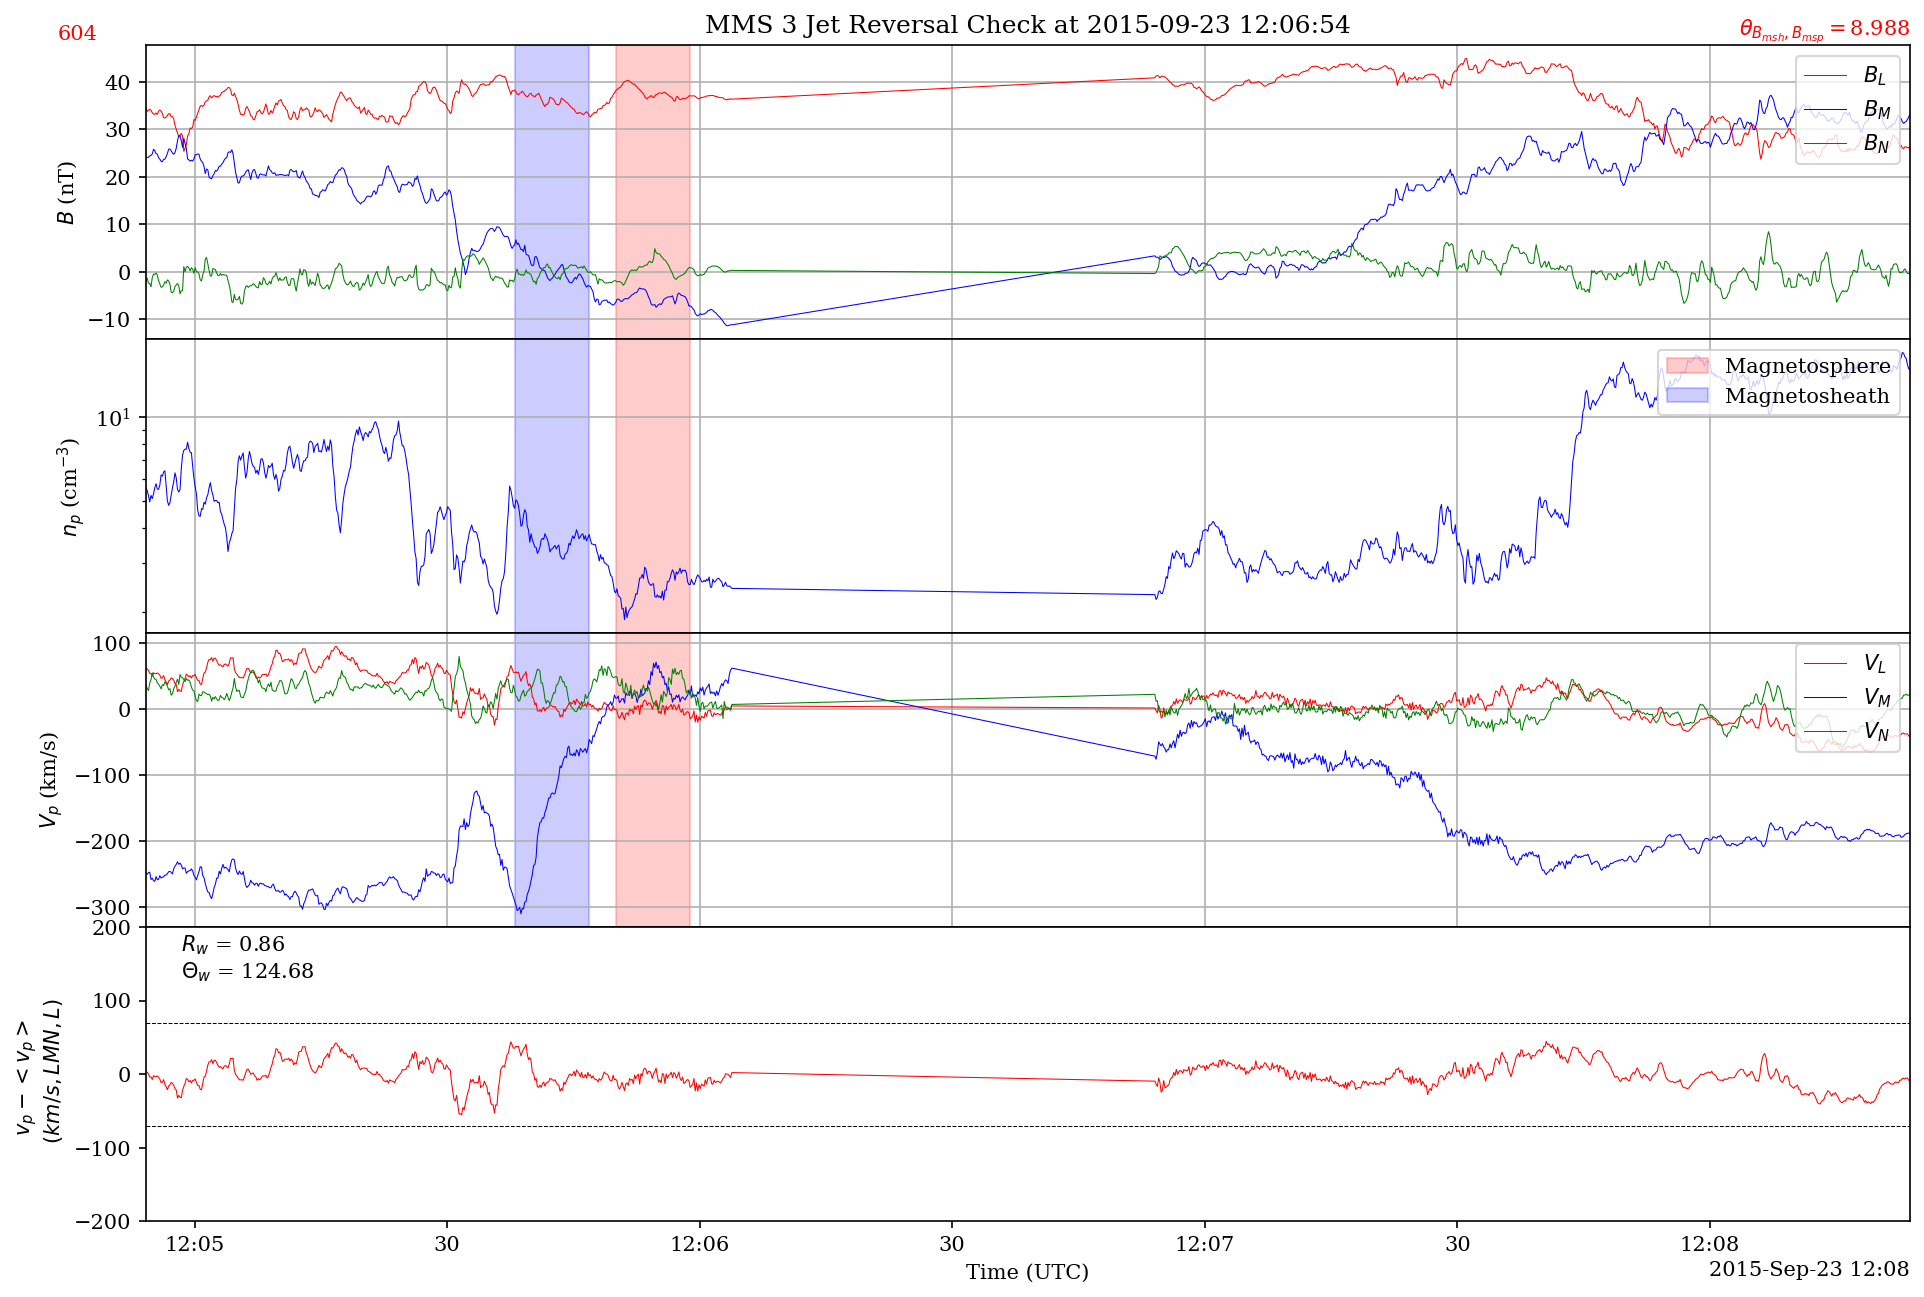 604
MMS 3 Jet Reversal Check at 2015-09-23 12:06:54
θ_{B_{msh}, B_{msp}} = 8.988
B (nT)
40
30
20
10
0
−10
B_L
B_M
B_N
n_p (cm⁻³)
10¹
Magnetosphere
Magnetosheath
V_p (km/s)
100
0
−100
−200
−300
V_L
V_M
V_N
v_p − < v_p >
(km/s, LMN, L)
200
100
0
−100
−200
R_w = 0.86
Θ_w = 124.68
12:05 30 12:06 30 12:07 30 12:08
Time (UTC)
2015-Sep-23 12:08